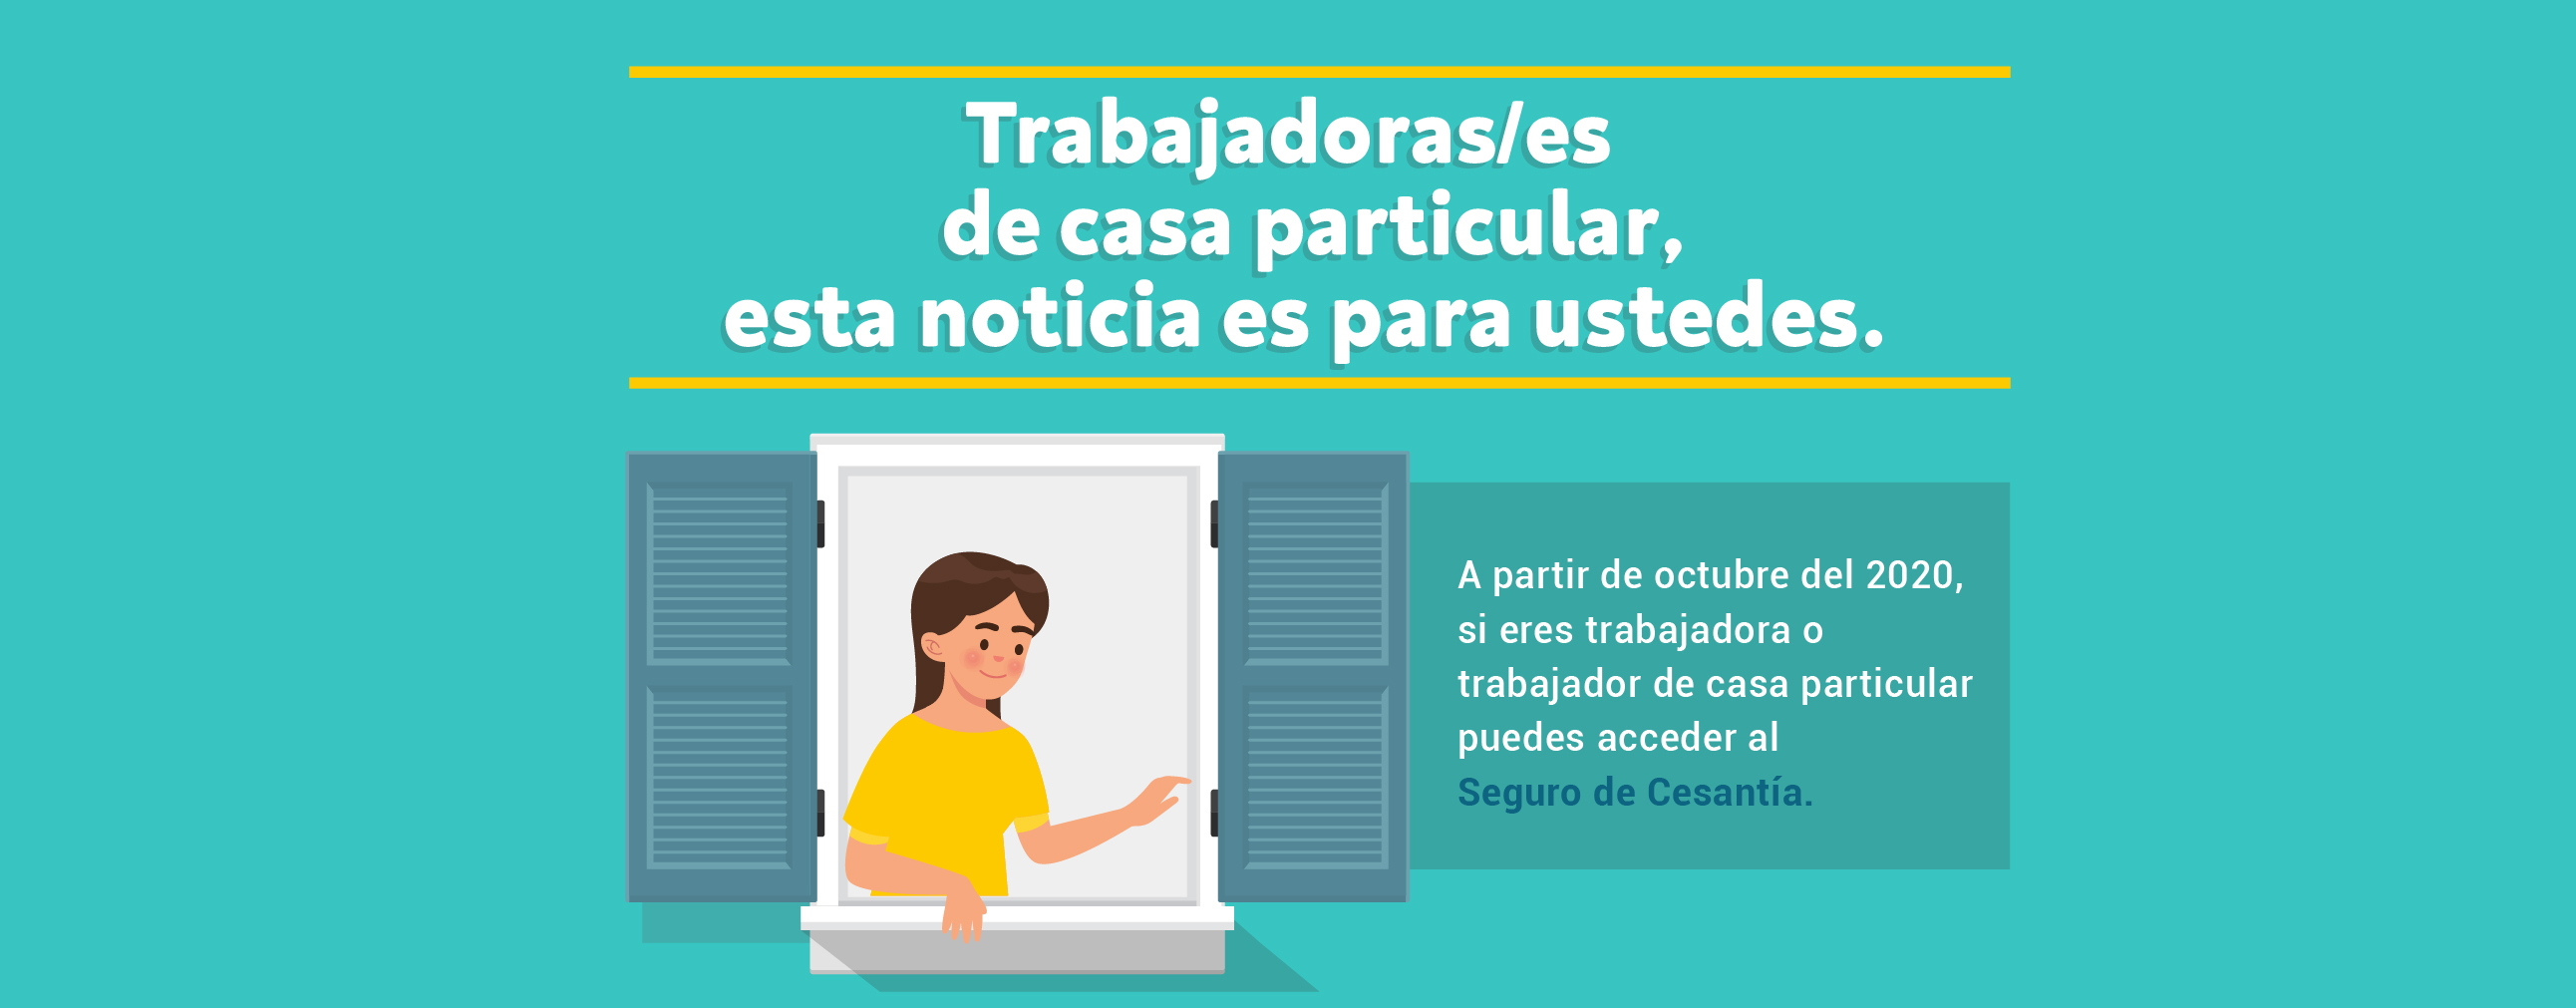 Trabajadoras/es
de casa particular,
esta noticia es para ustedes.
A partir de octubre del 2020,
si eres trabajadora o
trabajador de casa particular
puedes acceder al
Seguro de Cesantía.